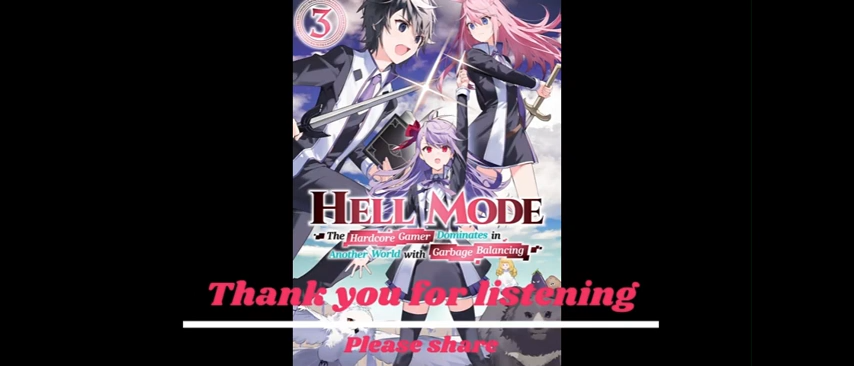 3
HELL MODE
The Hardcore Gamer Dominates in
Another World with Garbage Balancing
Thank you for listening
Please share